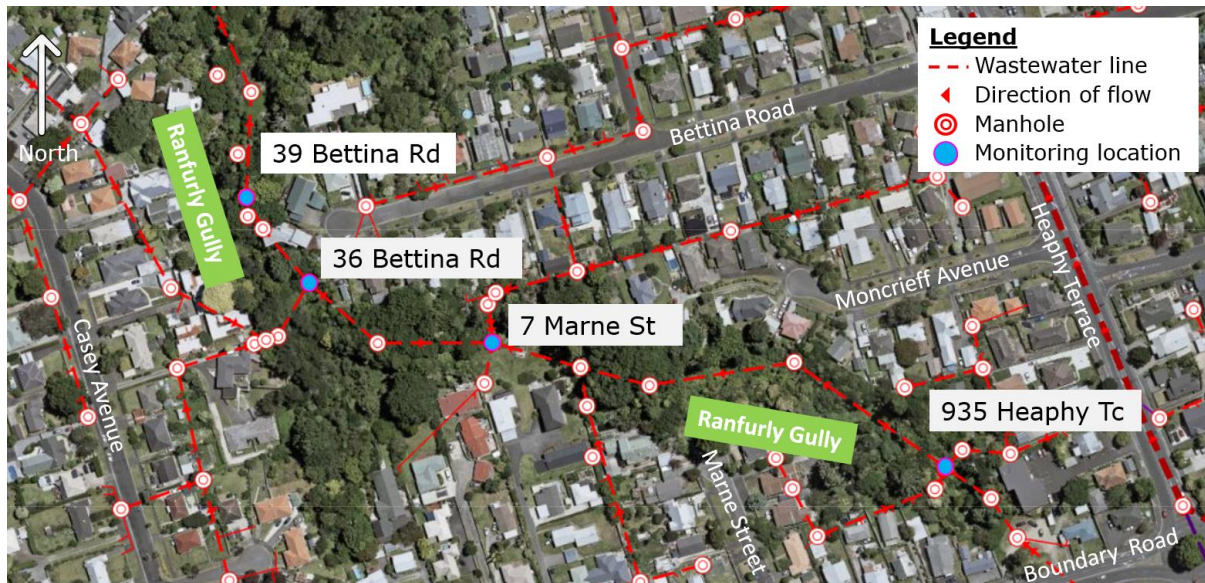 Legend
Wastewater line
Direction of flow
Manhole
Monitoring location
North
Ranfurly Gully
39 Bettina Rd
Bettina Road
36 Bettina Rd
Heaphy Terrace
Moncrieff Avenue
7 Marne St
Casey Avenue
935 Heaphy Tc
Ranfurly Gully
Marne Street
Boundary Road